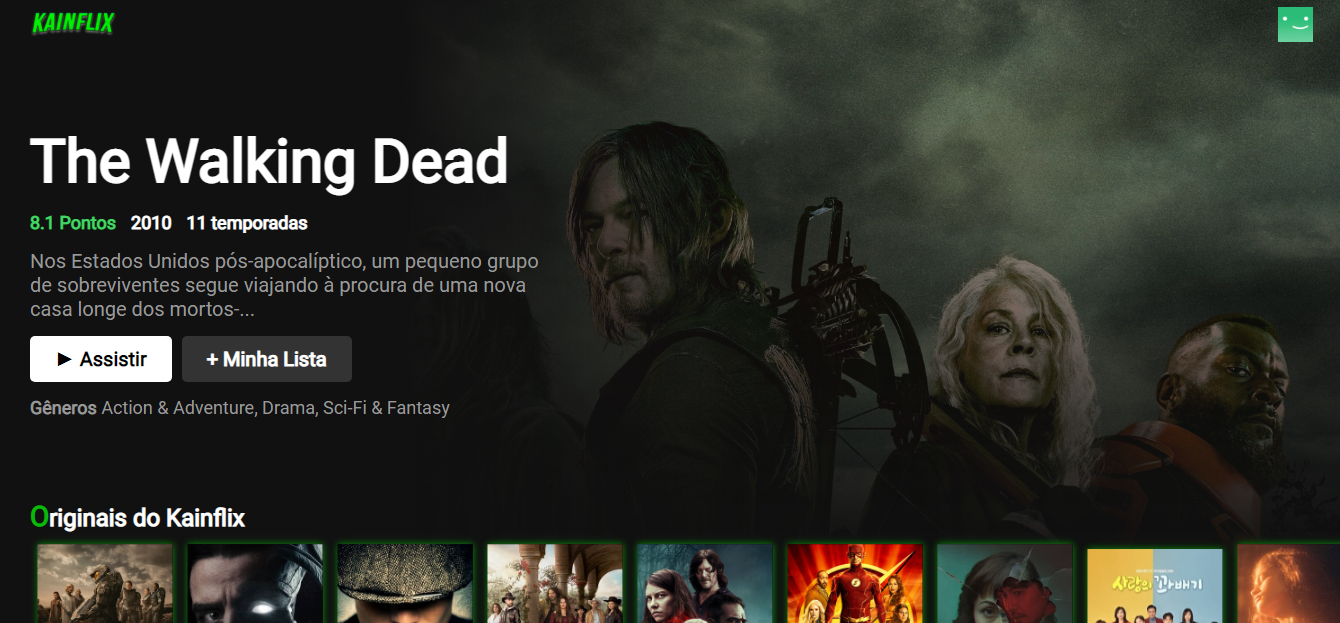 KAINFLIX
The Walking Dead
8.1 Pontos 2010 11 temporadas
Nos Estados Unidos pós-apocalíptico, um pequeno grupo
de sobreviventes segue viajando à procura de uma nova
casa longe dos mortos-...
► Assistir + Minha Lista
Gêneros Action & Adventure, Drama, Sci-Fi & Fantasy
Originais do Kainflix
사랑의 꽈배기